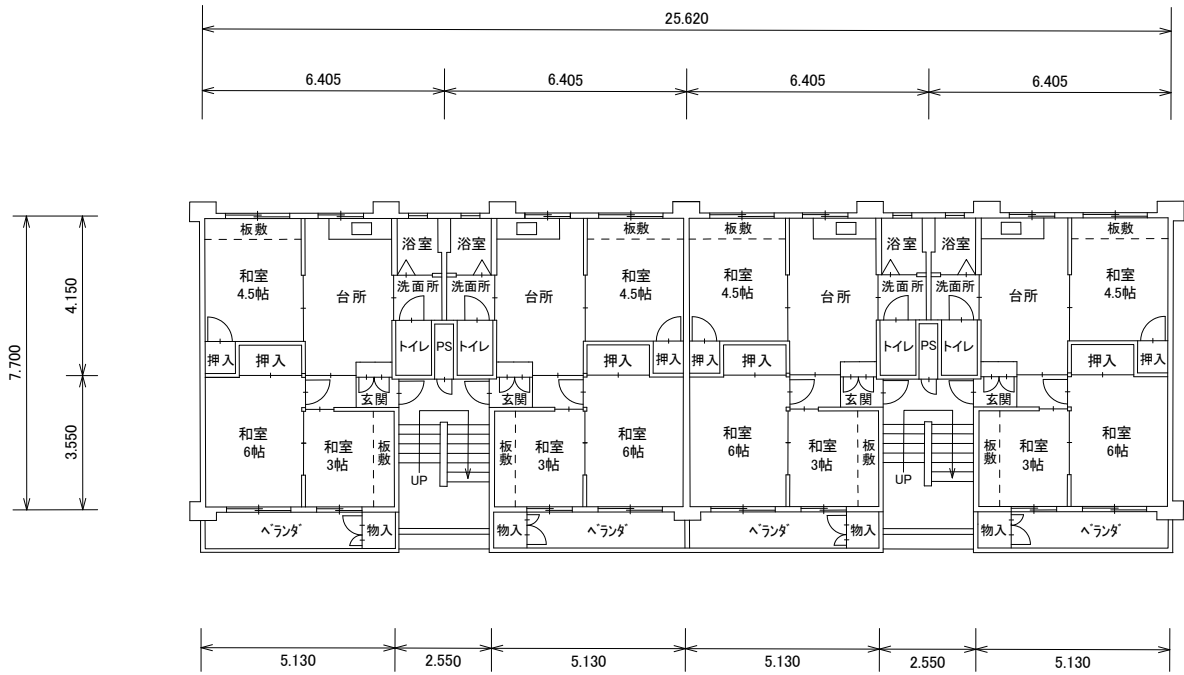 25.620
6.405
6.405
6.405
6.405
板敷
板敷
板敷
板敷
浴室
浴室
浴室
浴室
和室
4.5帖
台所
洗面所
洗面所
台所
和室
4.5帖
和室
4.5帖
台所
洗面所
洗面所
台所
和室
4.5帖
4.150
7.700
3.550
押入
押入
トイレ
PS
トイレ
押入
押入
押入
押入
トイレ
PS
トイレ
押入
押入
玄関
玄関
玄関
玄関
和室
6帖
和室
3帖
板敷
UP
板敷
和室
3帖
和室
6帖
和室
6帖
和室
3帖
板敷
UP
板敷
和室
3帖
和室
6帖
ベランダ
物入
物入
ベランダ
ベランダ
物入
物入
ベランダ
5.130
2.550
5.130
5.130
2.550
5.130